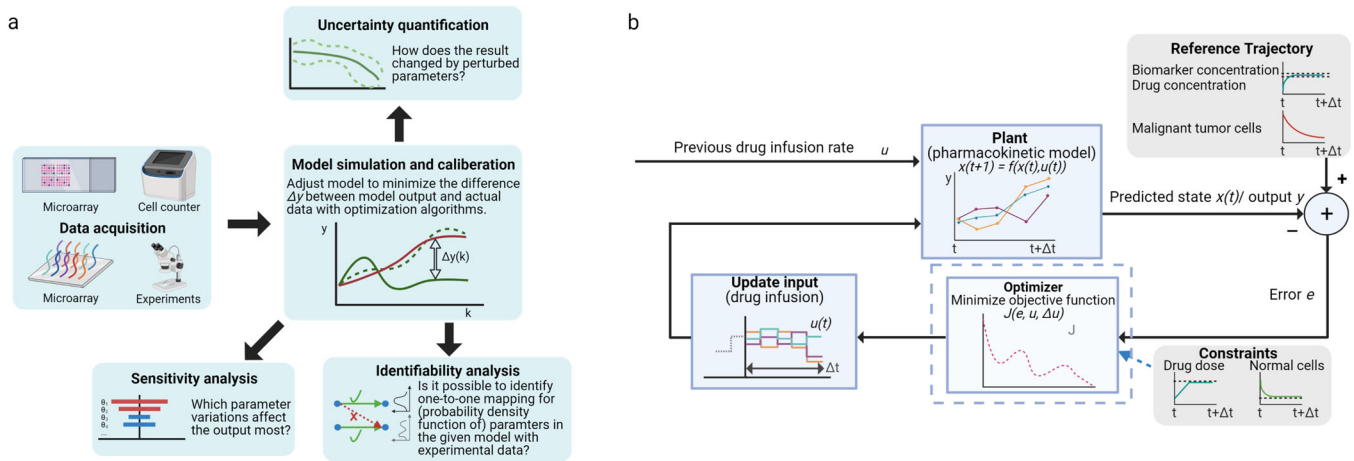 a
Uncertainty quantification
How does the result
changed by perturbed
parameters?
Microarray
Cell counter
Data acquisition
Microarray
Experiments
Model simulation and caliberation
Adjust model to minimize the difference
Δy between model output and actual
data with optimization algorithms.
y
Δy(k)
k
Sensitivity analysis
θ₁
θ₂
θ₃
θ₄
...
Which parameter
variations affect
the output most?
Identifiability analysis
Is it possible to identify
one-to-one mapping for
(probability density
function of) paramters in
the given model with
experimental data?
x
b
Reference Trajectory
Biomarker concentration
Drug concentration
t t+Δt
Malignant tumor cells
t t+Δt
Previous drug infusion rate u
Plant
(pharmacokinetic model)
x(t+1) = f(x(t),u(t))
y
t t+Δt
Predicted state x(t)/ output y
+
+
−
Error e
Update input
(drug infusion)
u(t)
Δt
Optimizer
Minimize objective function
J(e, u, Δu)
J
Constraints
Drug dose
Normal cells
t t+Δt
t t+Δt